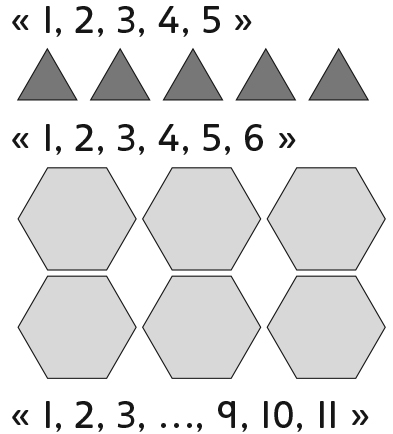 « 1, 2, 3, 4, 5 »
« 1, 2, 3, 4, 5, 6 »
« 1, 2, 3, ..., 9, 10, 11 »